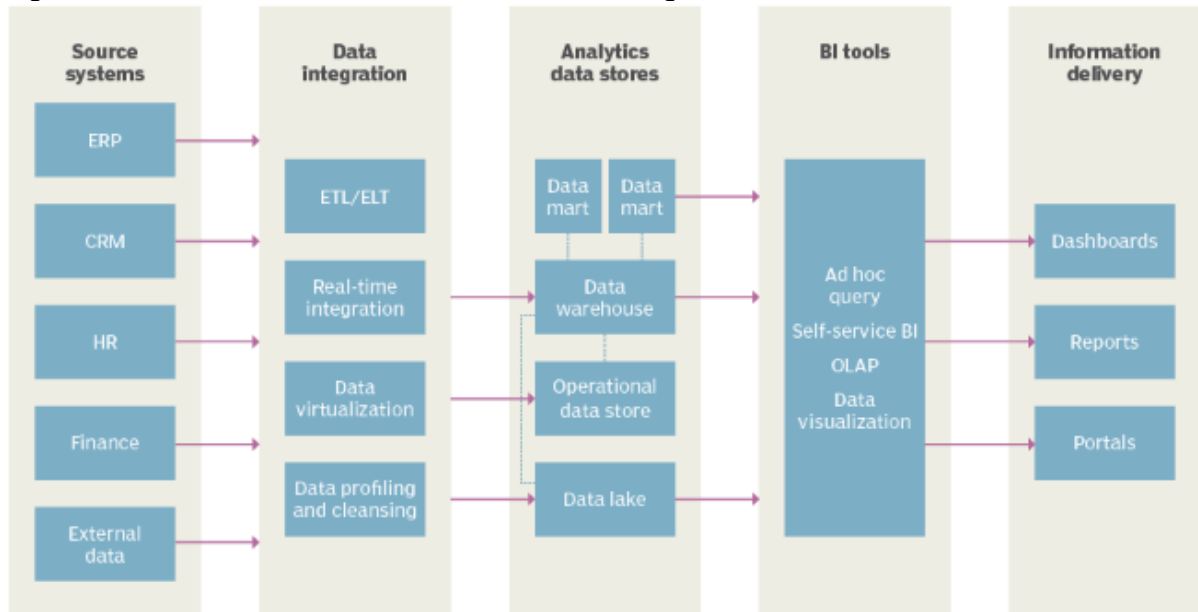 Source
systems
ERP
CRM
HR
Finance
External
data
Data
integration
ETL/ELT
Real-time
integration
Data
virtualization
Data profiling
and cleansing
Analytics
data stores
Data
mart
Data
mart
Data
warehouse
Operational
data store
Data lake
BI tools
Ad hoc
query
Self-service BI
OLAP
Data
visualization
Information
delivery
Dashboards
Reports
Portals